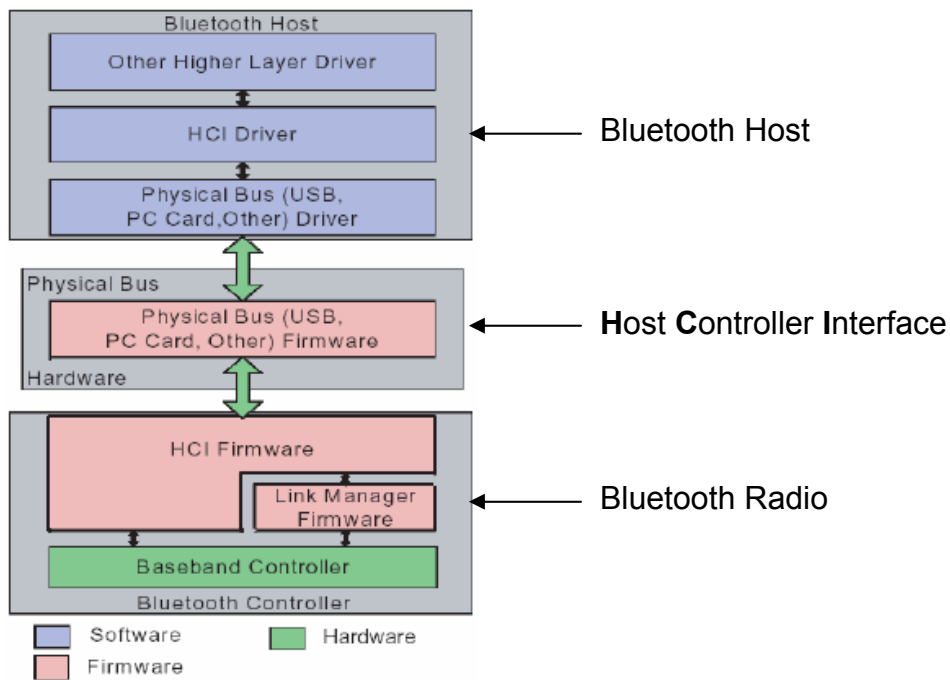 Bluetooth Host
Other Higher Layer Driver
HCI Driver
Bluetooth Host
Physical Bus (USB,
PC Card,Other) Driver
Physical Bus
Physical Bus (USB,
PC Card, Other) Firmware
Host Controller Interface
Hardware
HCI Firmware
Link Manager
Firmware
Bluetooth Radio
Baseband Controller
Bluetooth Controller
Software
Hardware
Firmware